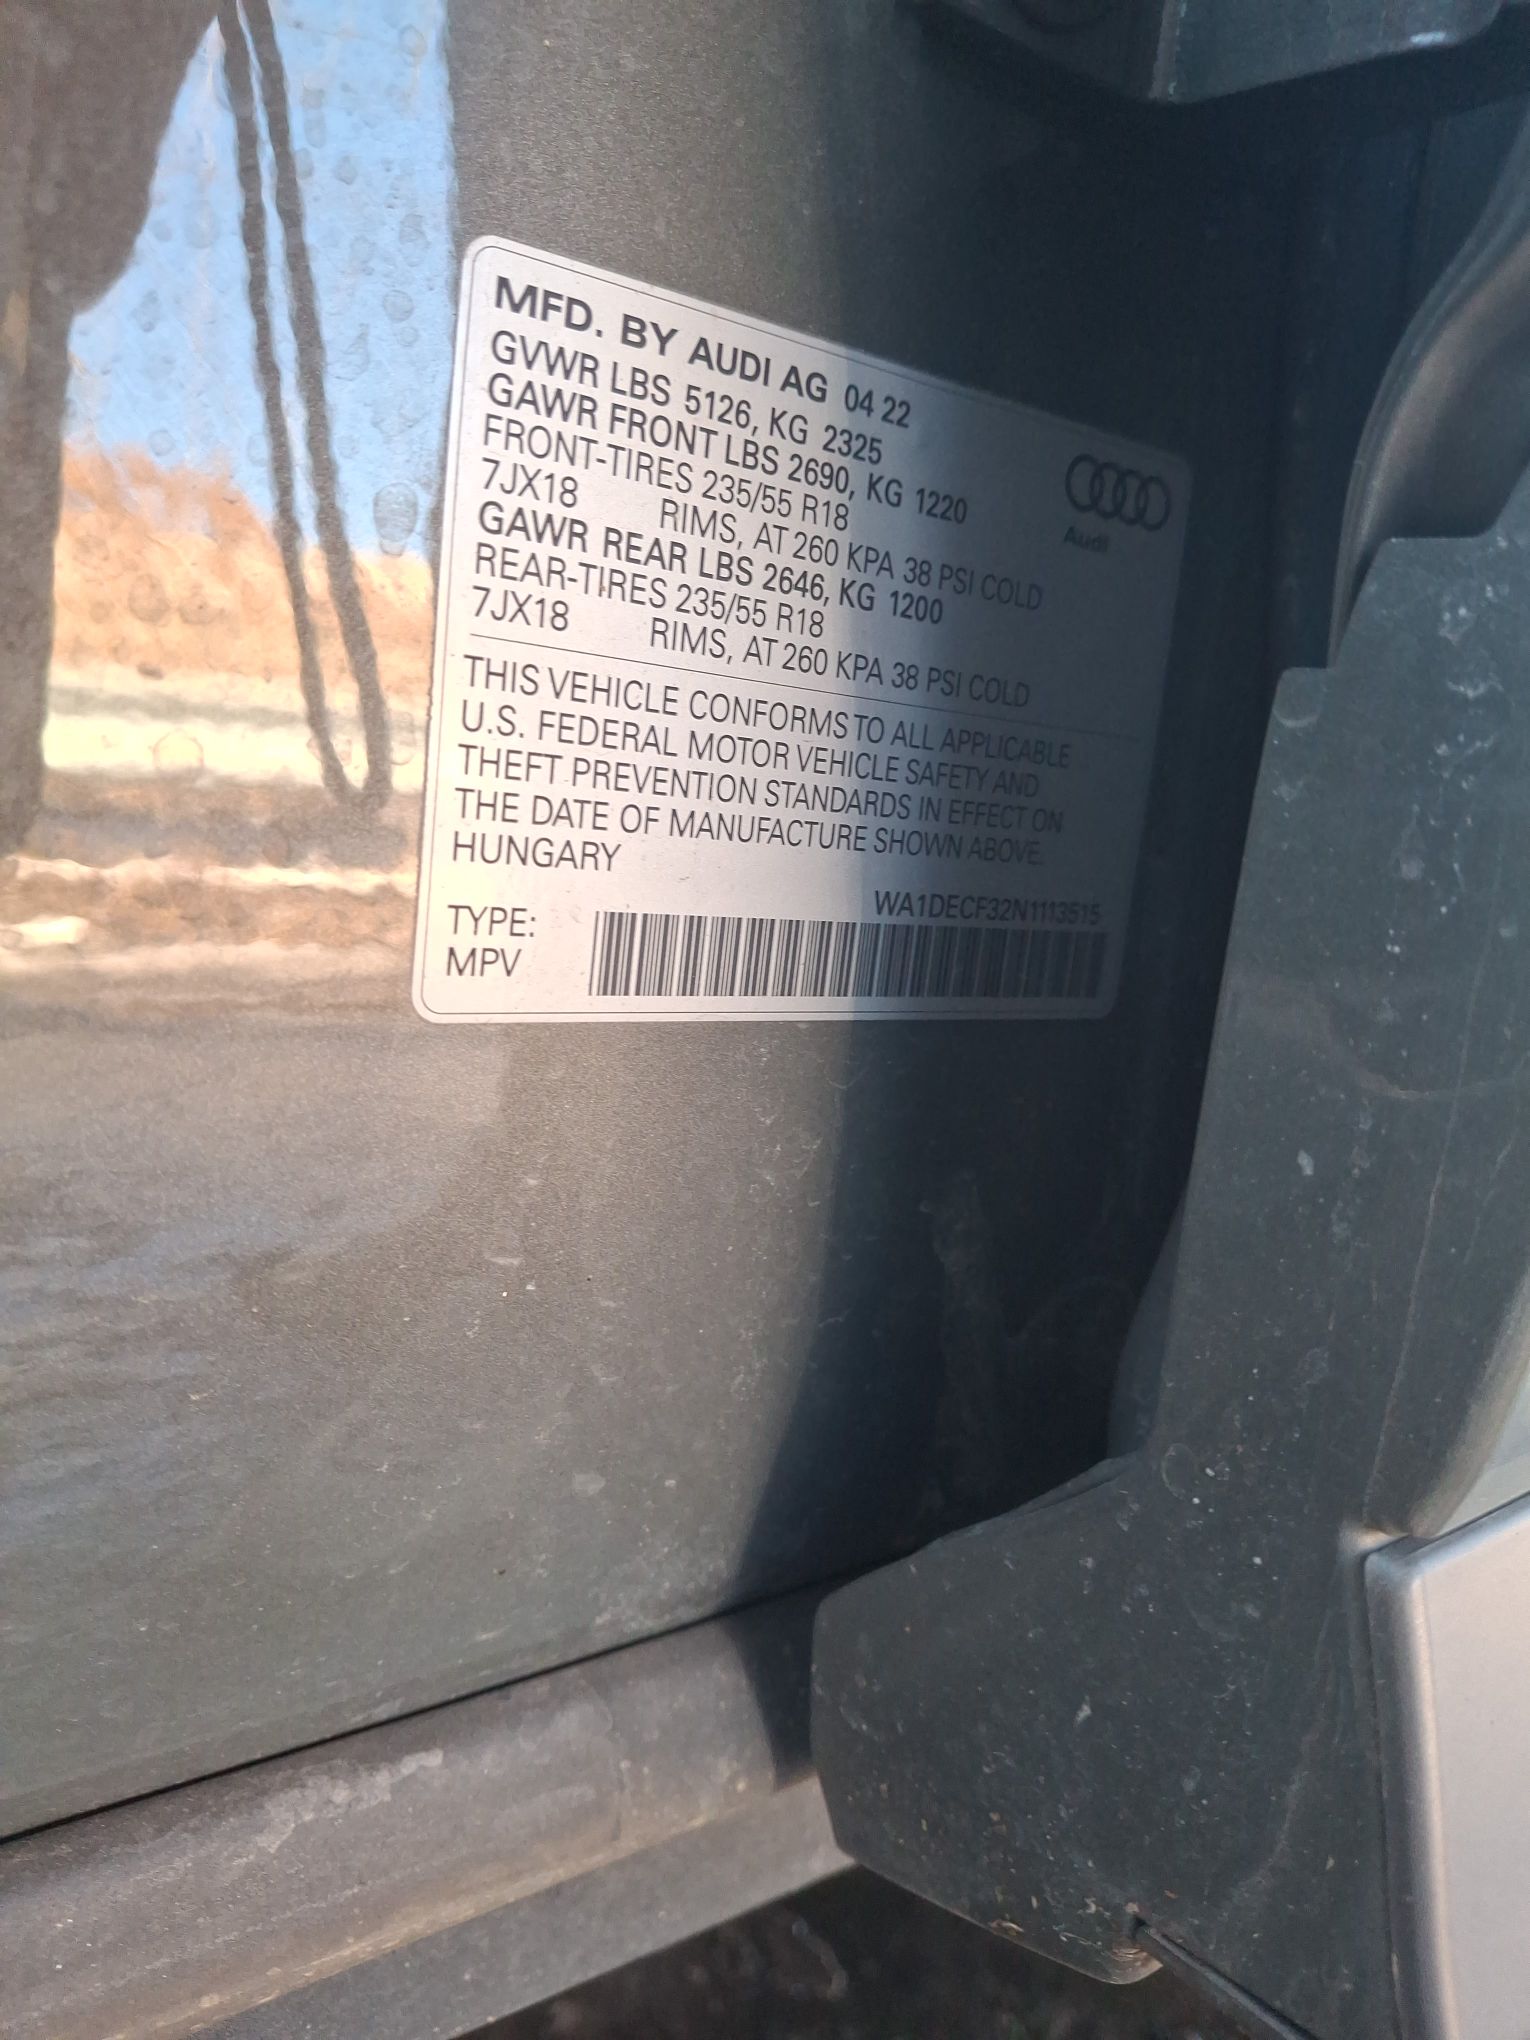 MFD. BY AUDI AG 04 22
GVWR LBS 5126, KG 2325
GAWR FRONT LBS 2690, KG 1220
FRONT-TIRES 235/55 R18
7JX18 RIMS, AT 260 KPA 38 PSI COLD
GAWR REAR LBS 2646, KG 1200
REAR-TIRES 235/55 R18
7JX18 RIMS, AT 260 KPA 38 PSI COLD
Audi
THIS VEHICLE CONFORMS TO ALL APPLICABLE
U.S. FEDERAL MOTOR VEHICLE SAFETY AND
THEFT PREVENTION STANDARDS IN EFFECT ON
THE DATE OF MANUFACTURE SHOWN ABOVE.
HUNGARY
WA1DECF32N1113515
TYPE:
MPV